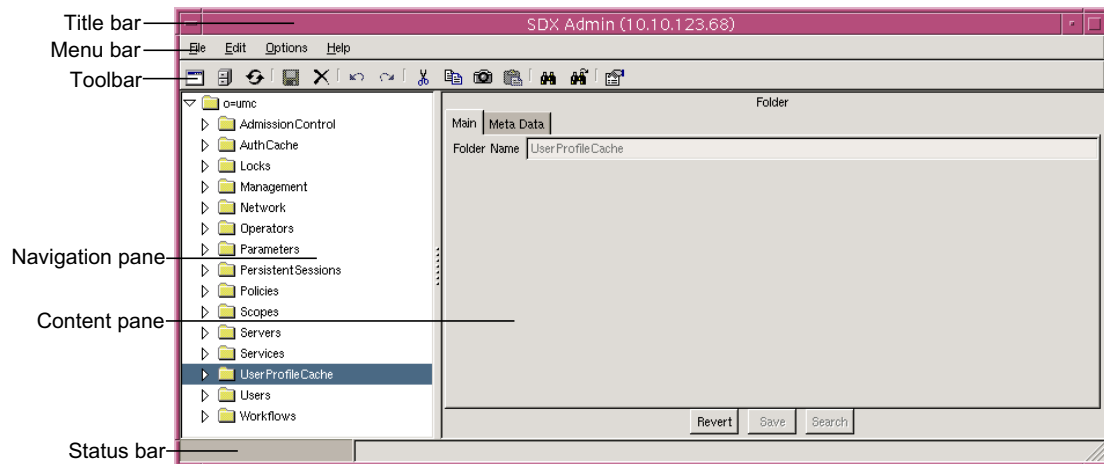 Title bar
SDX Admin (10.10.123.68)
Menu bar
File Edit Options Help
Toolbar
o=umc
AdmissionControl
AuthCache
Locks
Management
Network
Operators
Parameters
PersistentSessions
Policies
Scopes
Servers
Services
UserProfileCache
Users
Workflows
Navigation pane
Content pane
Folder
Main Meta Data
Folder Name UserProfileCache
Revert Save Search
Status bar